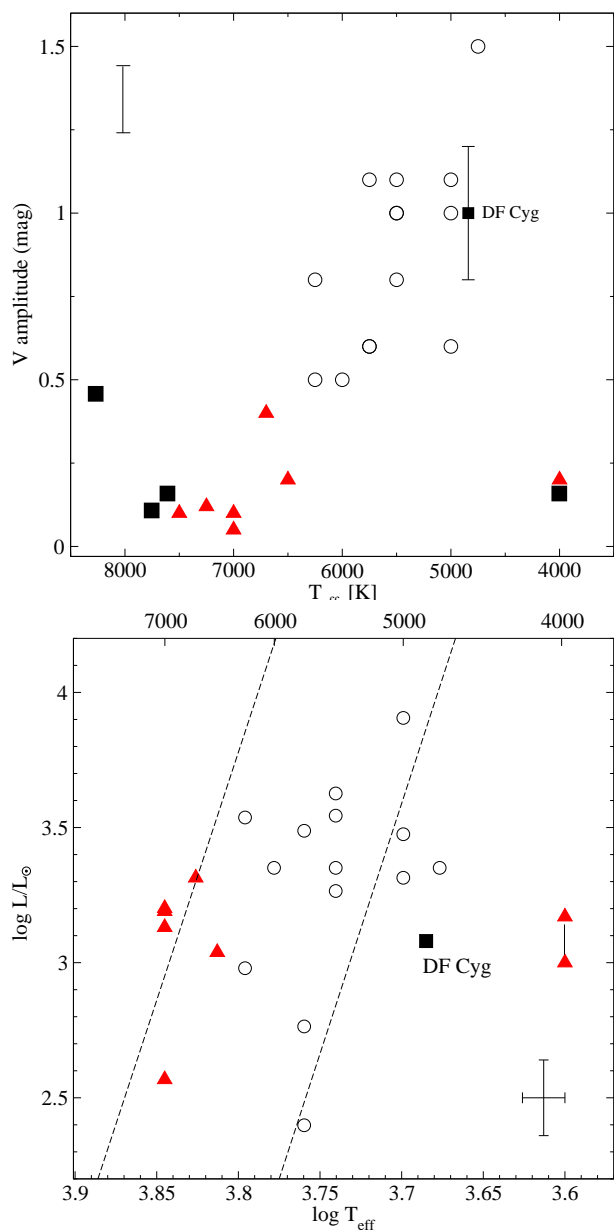 1.5
1
0.5
0
V amplitude (mag)
DF Cyg
8000 7000 6000 5000 4000
T_eff [K]
7000 6000 5000 4000
4
3.5
3
2.5
log L/L☉
DF Cyg
3.9 3.85 3.8 3.75 3.7 3.65 3.6
log T_eff